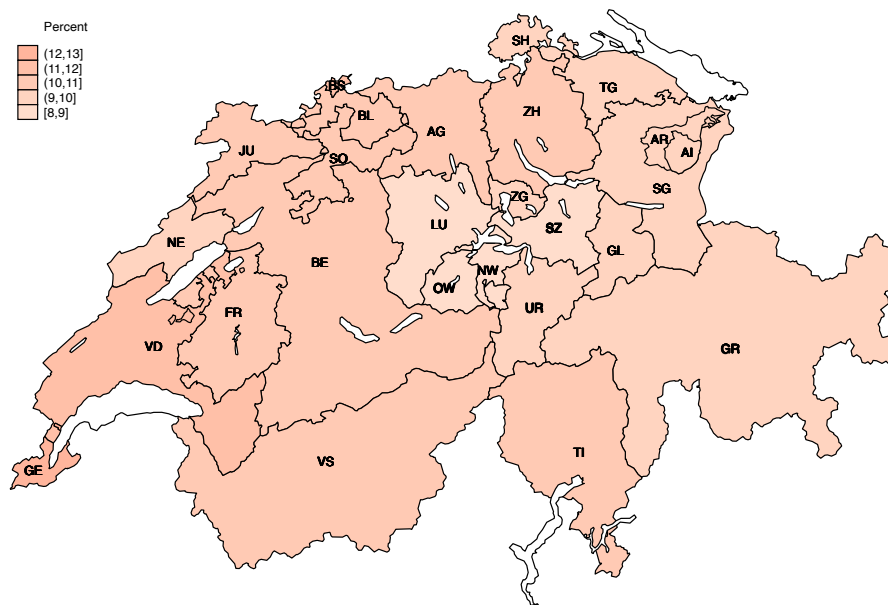 Percent
(12,13]
(11,12]
(10,11]
(9,10]
[8,9]
SH
BS
TG
BL
ZH
AG
AR
JU
AI
SO
SG
ZG
LU
SZ
NE
GL
BE
NW
OW
FR
UR
VD
GR
TI
VS
GE